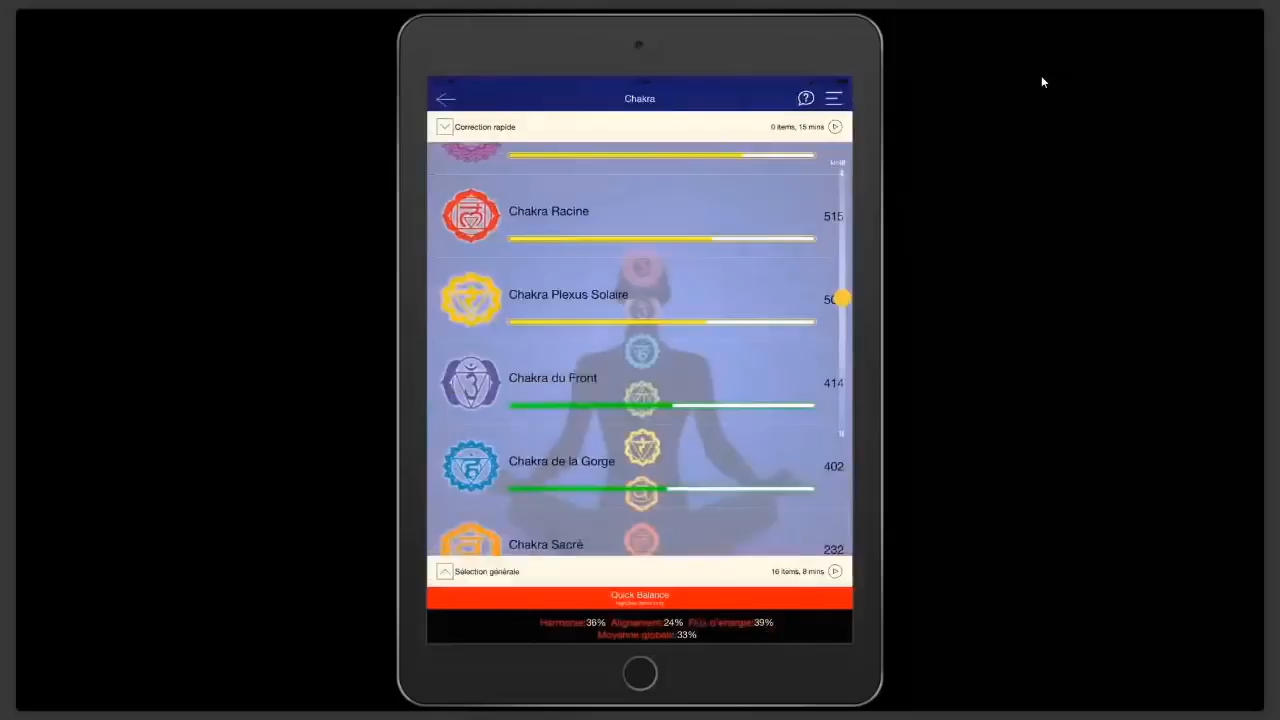 Chakra
Correction rapide
0 items, 15 mins
Chakra Racine
515
Chakra Plexus Solaire
Chakra du Front
414
Chakra de la Gorge
402
Chakra Sacré
232
Sélection générale
16 items, 8 mins
Quick Balance
Harmonie:36% Alignement:24% Flux d'énergie:39%
Moyenne globale:33%